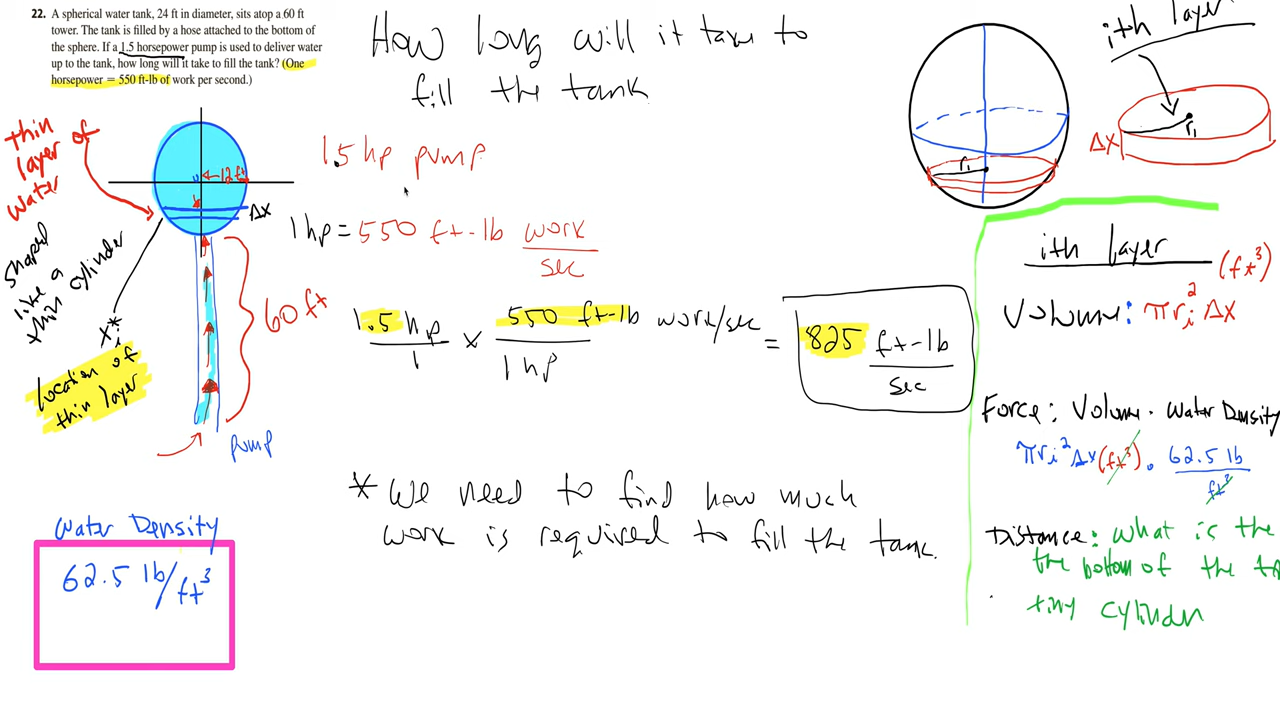 22. A spherical water tank, 24 ft in diameter, sits atop a 60 ft
tower. The tank is filled by a hose attached to the bottom of
the sphere. If a 1.5 horsepower pump is used to deliver water
up to the tank, how long will it take to fill the tank? (One
horsepower = 550 ft-lb of work per second.)
How long will it take to
fill the tank
thin
layer of
water
shaped
like a
thin cylinder
x_i^*
location of
thin layer
12 ft
Δx
60 ft
pump
1.5 hp pump
1 hp = 550 ft-lb work
sec
1.5 hp / 1 × 550 ft-lb work/sec / 1 hp = 825 ft-lb / sec
* We need to find how much
work is required to fill the tank.
Water Density
62.5 lb/ft³
ith layer
r_i
Δx
r_i
ith layer
(ft³)
Volume: πr_i² Δx
Force: Volume · Water Density
πr_i² Δx (ft³) · 62.5 lb / ft³
Distance: What is the
the bottom of the
tiny cylinder